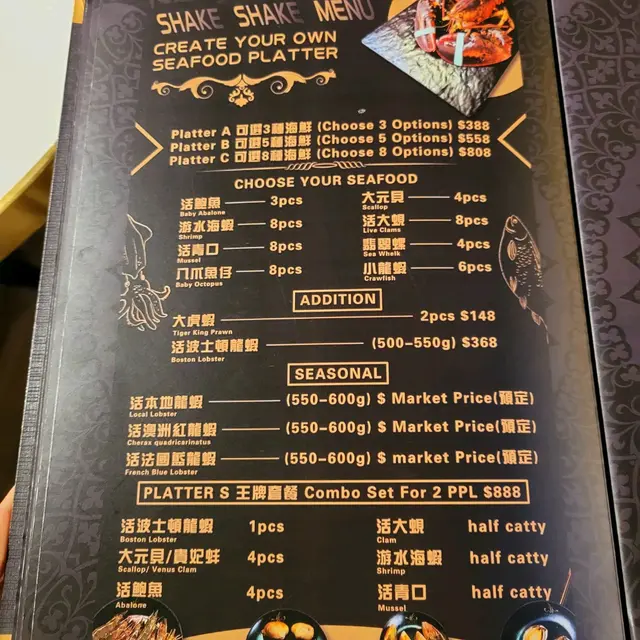 SHAKE SHAKE MENU
CREATE YOUR OWN
SEAFOOD PLATTER
Platter A 可選3種海鮮 (Choose 3 Options) $388
Platter B 可選5種海鮮 (Choose 5 Options) $558
Platter C 可選8種海鮮 (Choose 8 Options) $808
CHOOSE YOUR SEAFOOD
活鮑魚 3pcs
Baby Abalone
游水海蝦 8pcs
Shrimp
活青口 8pcs
Mussel
八爪魚仔 8pcs
Baby Octopus
大元貝 4pcs
Scallop
活大蜆 8pcs
Live Clams
翡翠螺 4pcs
Sea Whelk
小龍蝦 6pcs
Crawfish
ADDITION
大虎蝦 2pcs $148
Tiger King Prawn
活波士頓龍蝦 (500-550g) $368
Boston Lobster
SEASONAL
活本地龍蝦 (550-600g) $ Market Price(預定)
Local Lobster
活澳洲紅龍蝦 (550-600g) $ Market Price(預定)
Cherax quadricarinatus
活法國藍龍蝦 (550-600g) $ market Price(預定)
French Blue Lobster
PLATTER S 王牌套餐 Combo Set For 2 PPL $888
活波士頓龍蝦 1pcs
Boston Lobster
大元貝/貴妃蚌 4pcs
Scallop/ Venus Clam
活鮑魚 4pcs
Abalone
活大蜆 half catty
Clam
游水海蝦 half catty
Shrimp
活青口 half catty
Mussel